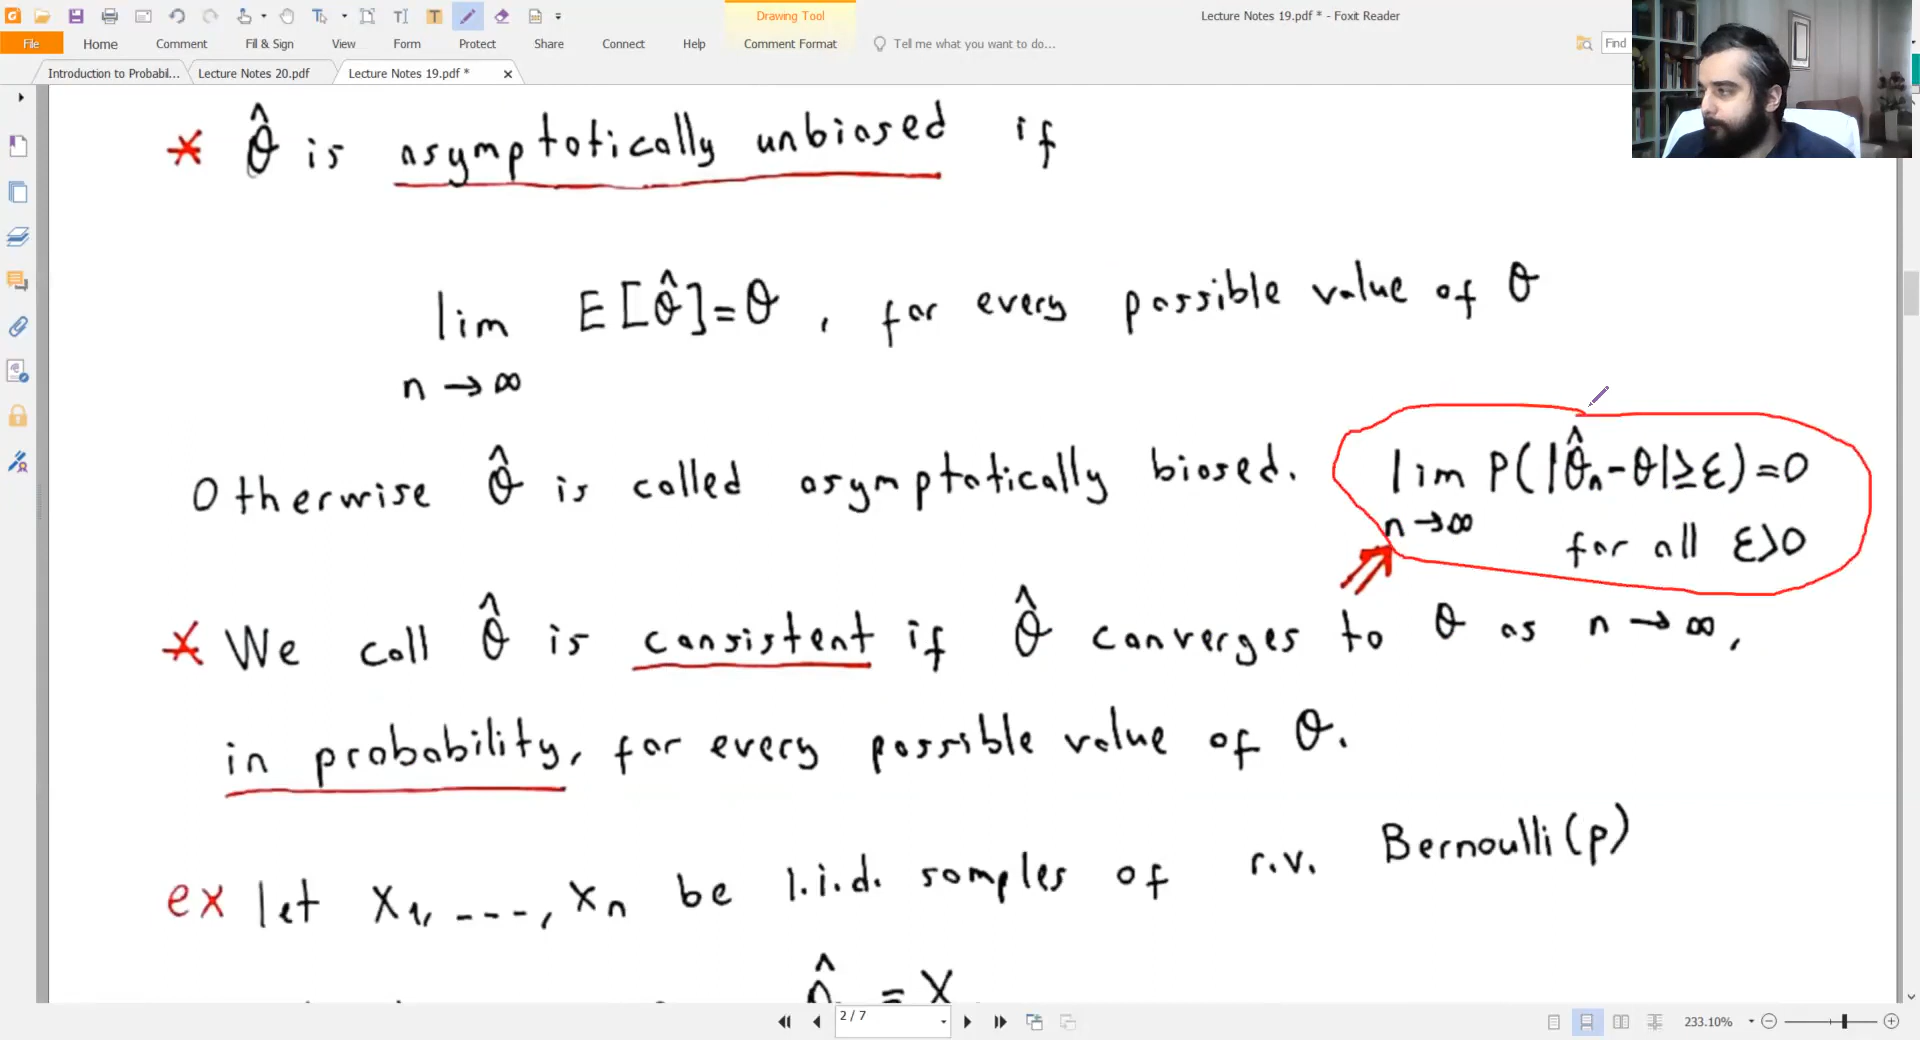 Lecture Notes 19.pdf * - Foxit Reader
Drawing Tool
File Home Comment Fill & Sign View Form Protect Share Connect Help Comment Format Tell me what you want to do... Find
Introduction to Probabil... Lecture Notes 20.pdf Lecture Notes 19.pdf *
* θ̂ is asymptotically unbiased if
lim E[θ̂]=θ , for every possible value of θ
n → ∞
Otherwise θ̂ is called asymptotically biased.
lim P(|θ̂n-θ|≥ε)=0
n→∞ for all ε>0
* We call θ̂ is consistent if θ̂ converges to θ as n → ∞,
in probability, for every possible value of θ.
ex let X1, ----, Xn be i.i.d. samples of r.v. Bernoulli(p)
= X
2 / 7
233.10%